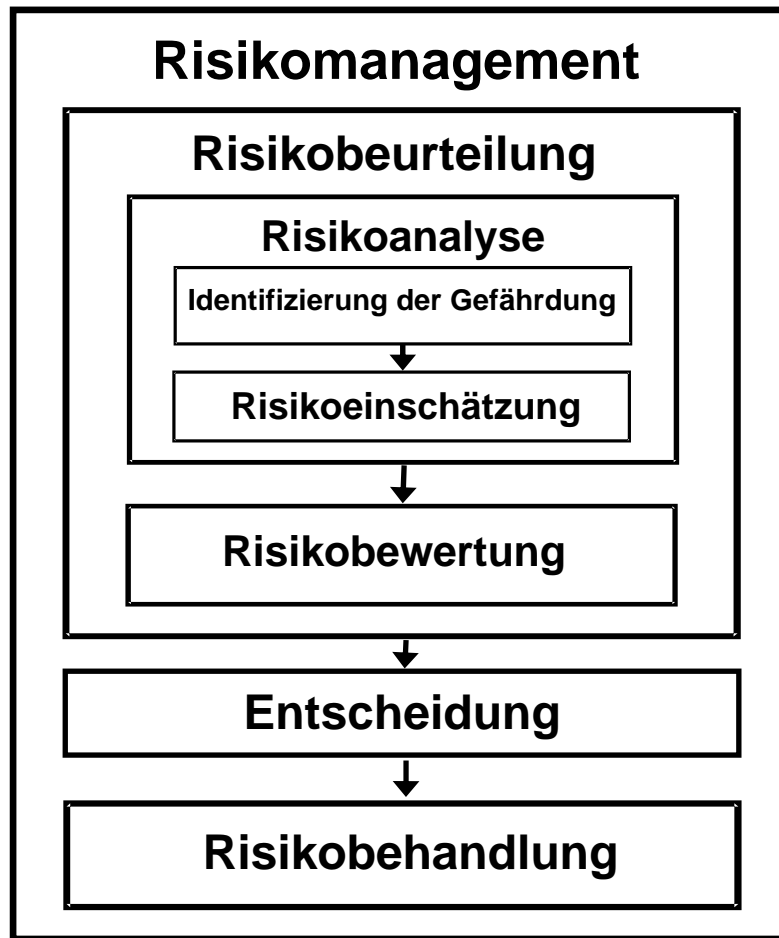 Risikomanagement
Risikobeurteilung
Risikoanalyse
Identifizierung der Gefährdung
Risikoeinschätzung
Risikobewertung
Entscheidung
Risikobehandlung